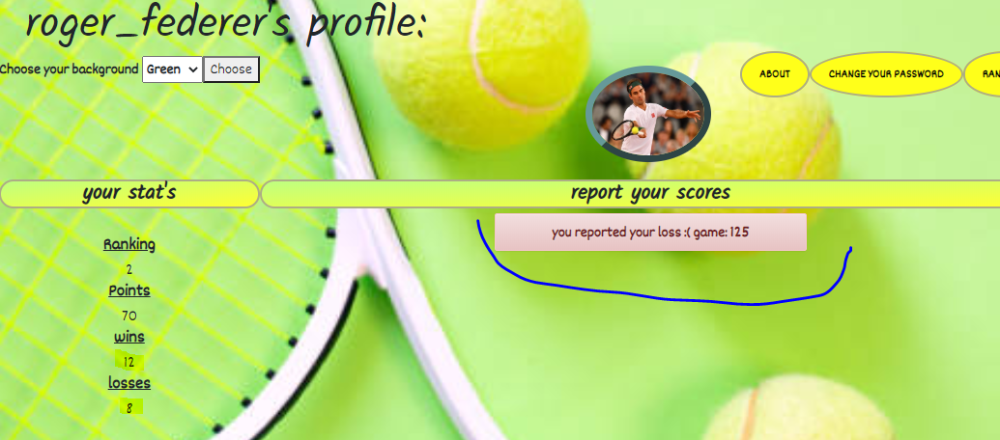 roger_federer's profile:
Choose your background Green Choose
ABOUT CHANGE YOUR PASSWORD RAN
your stat's report your scores
you reported your loss :( game: 125
Ranking
2
Points
70
wins
12
losses
8